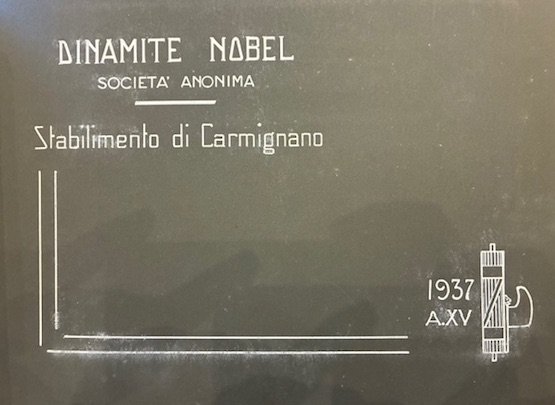 DINAMITE NOBEL
SOCIETA' ANONIMA
Stabilimento di Carmignano
1937
A.XV